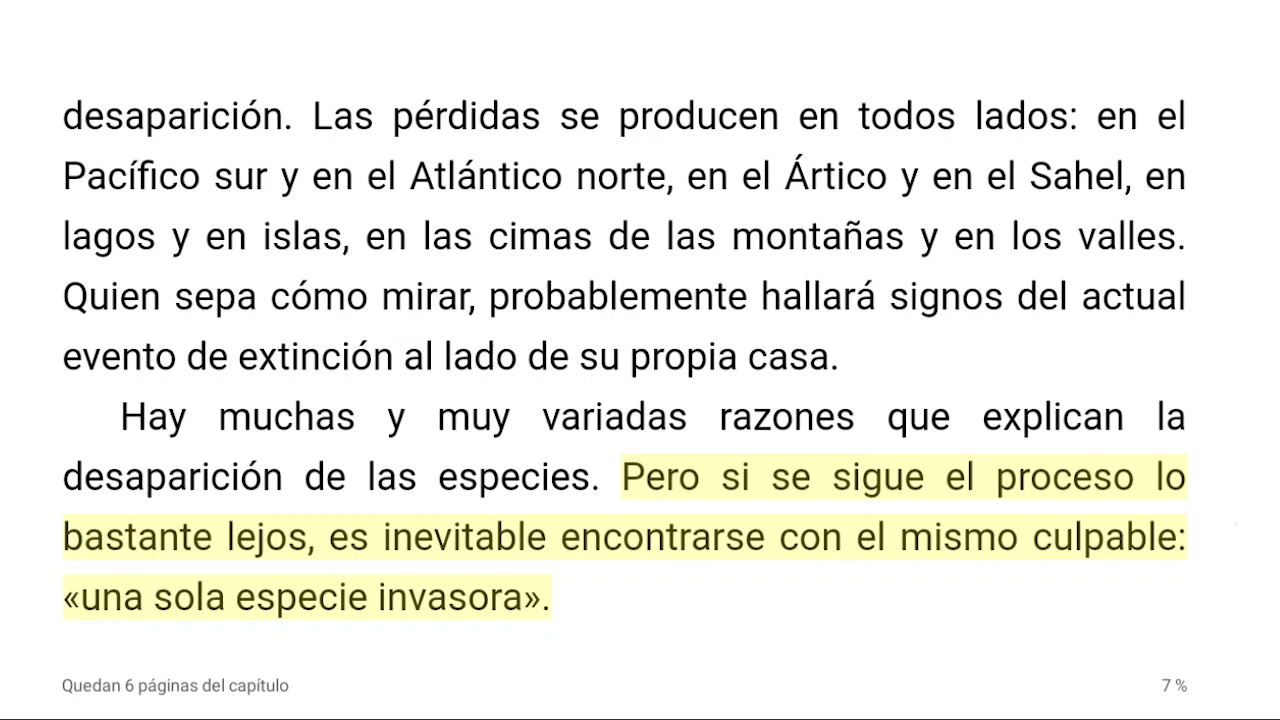 desaparición. Las pérdidas se producen en todos lados: en el
Pacífico sur y en el Atlántico norte, en el Ártico y en el Sahel, en
lagos y en islas, en las cimas de las montañas y en los valles.
Quien sepa cómo mirar, probablemente hallará signos del actual
evento de extinción al lado de su propia casa.
Hay muchas y muy variadas razones que explican la
desaparición de las especies. Pero si se sigue el proceso lo
bastante lejos, es inevitable encontrarse con el mismo culpable:
«una sola especie invasora».
Quedan 6 páginas del capítulo 7 %